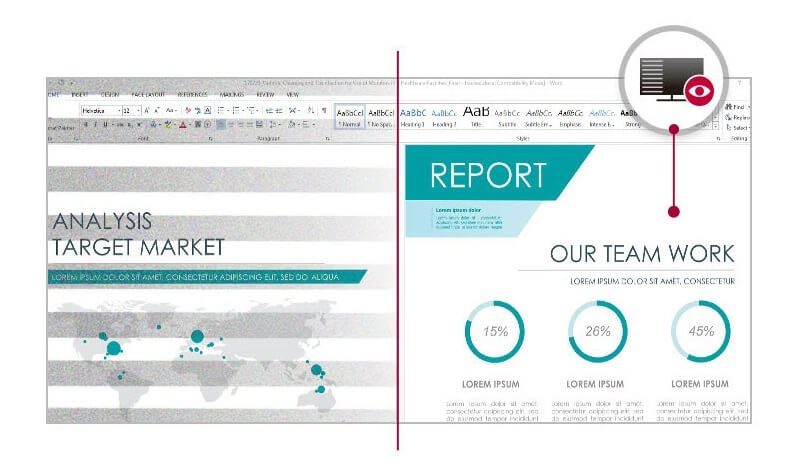 INSERT DESIGN PAGE LAYOUT REFERENCES MAILINGS REVIEW VIEW
Helvetica 12
AaBbCcI AaBbCcI AaBbC AaBbCc AaB AaBbCc AaBbCc AaBbCc AaBbCc
Find
¶ Normal ¶ No Spac... Heading 1 Heading 2 Title Subtitle Subtle Em... Emphasis Intense E... Strong
Select
Font Paragraph Styles Editing
ANALYSIS
TARGET MARKET
LOREM IPSUM DOLOR SIT AMET, CONSECTETUR ADIPISCING ELIT, SED DO ALIQUA
REPORT
Lorem ipsum dolor
OUR TEAM WORK
LOREM IPSUM DOLOR SIT AMET, CONSECTETUR
15% 26% 45%
LOREM IPSUM LOREM IPSUM LOREM IPSUM
Lorem ipsum dolor sit amet, Lorem ipsum dolor sit amet, Lorem ipsum dolor sit amet,
consectetur adipiscing elit, sed consectetur adipiscing elit, sed consectetur adipiscing elit, sed
do eiusmod tempor incididunt do eiusmod tempor incididunt do eiusmod tempor incididunt